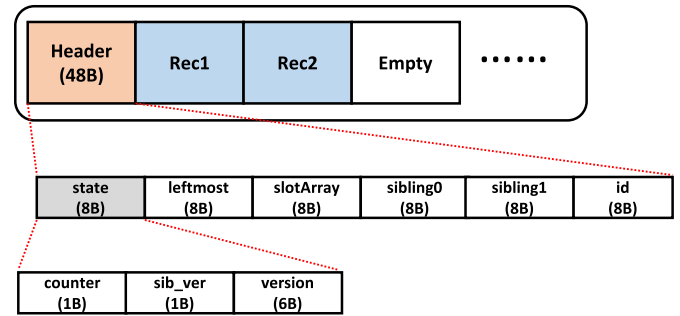 Header
(48B)
Rec1
Rec2
Empty
......
state
(8B)
leftmost
(8B)
slotArray
(8B)
sibling0
(8B)
sibling1
(8B)
id
(8B)
counter
(1B)
sib_ver
(1B)
version
(6B)